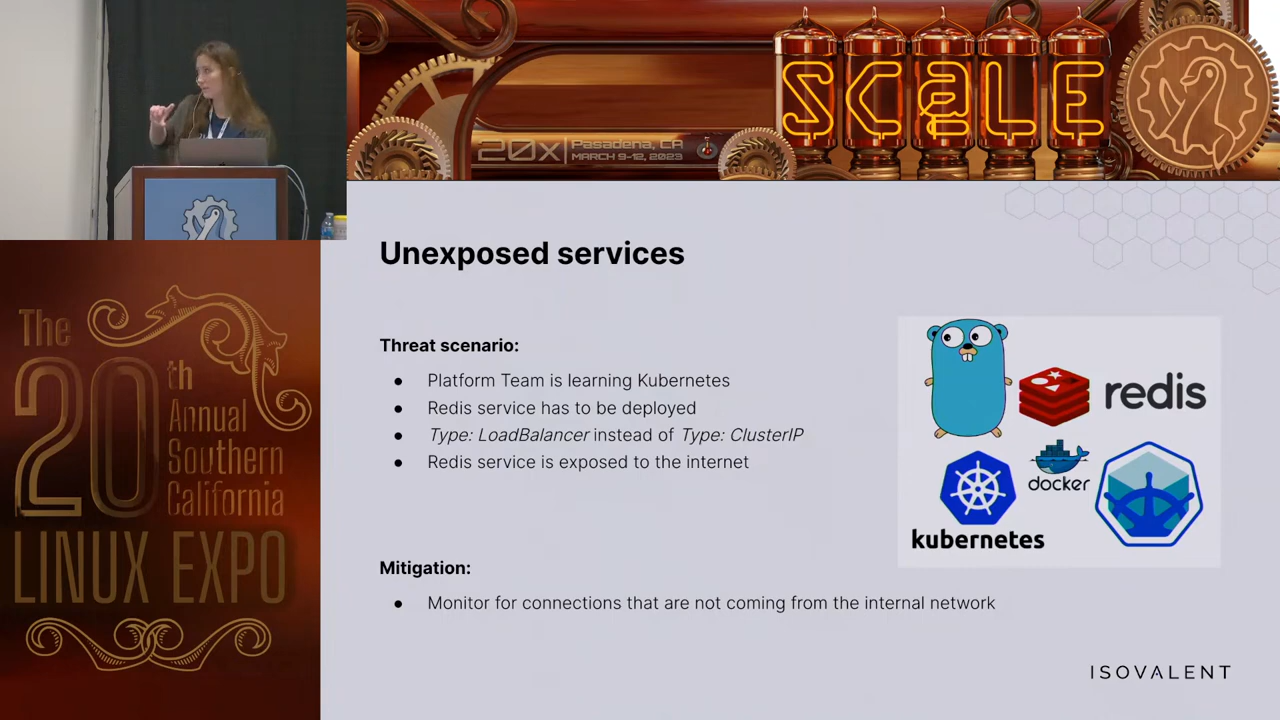 SCaLE
20x
Pasadena, CA
MARCH 9-12, 2023
The
20th
Annual
Southern
California
LINUX EXPO
Unexposed services
Threat scenario:
● Platform Team is learning Kubernetes
● Redis service has to be deployed
● Type: LoadBalancer instead of Type: ClusterIP
● Redis service is exposed to the internet
redis
docker
kubernetes
Mitigation:
● Monitor for connections that are not coming from the internal network
ISOVALENT